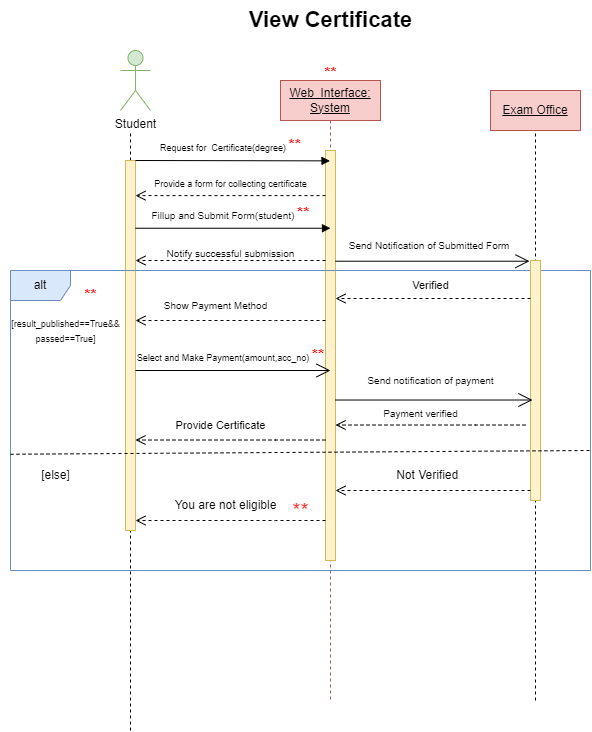 View Certificate
**
Web Interface:
System
Exam Office
Student
Request for Certificate(degree) **
Provide a form for collecting certificate
Fillup and Submit Form(student) **
Send Notification of Submitted Form
Notify successful submission
alt
**
Verified
Show Payment Method
[result_published==True&&
passed==True]
Select and Make Payment(amount,acc_no) **
Send notification of payment
Payment verified
Provide Certificate
[else]
Not Verified
You are not eligible **